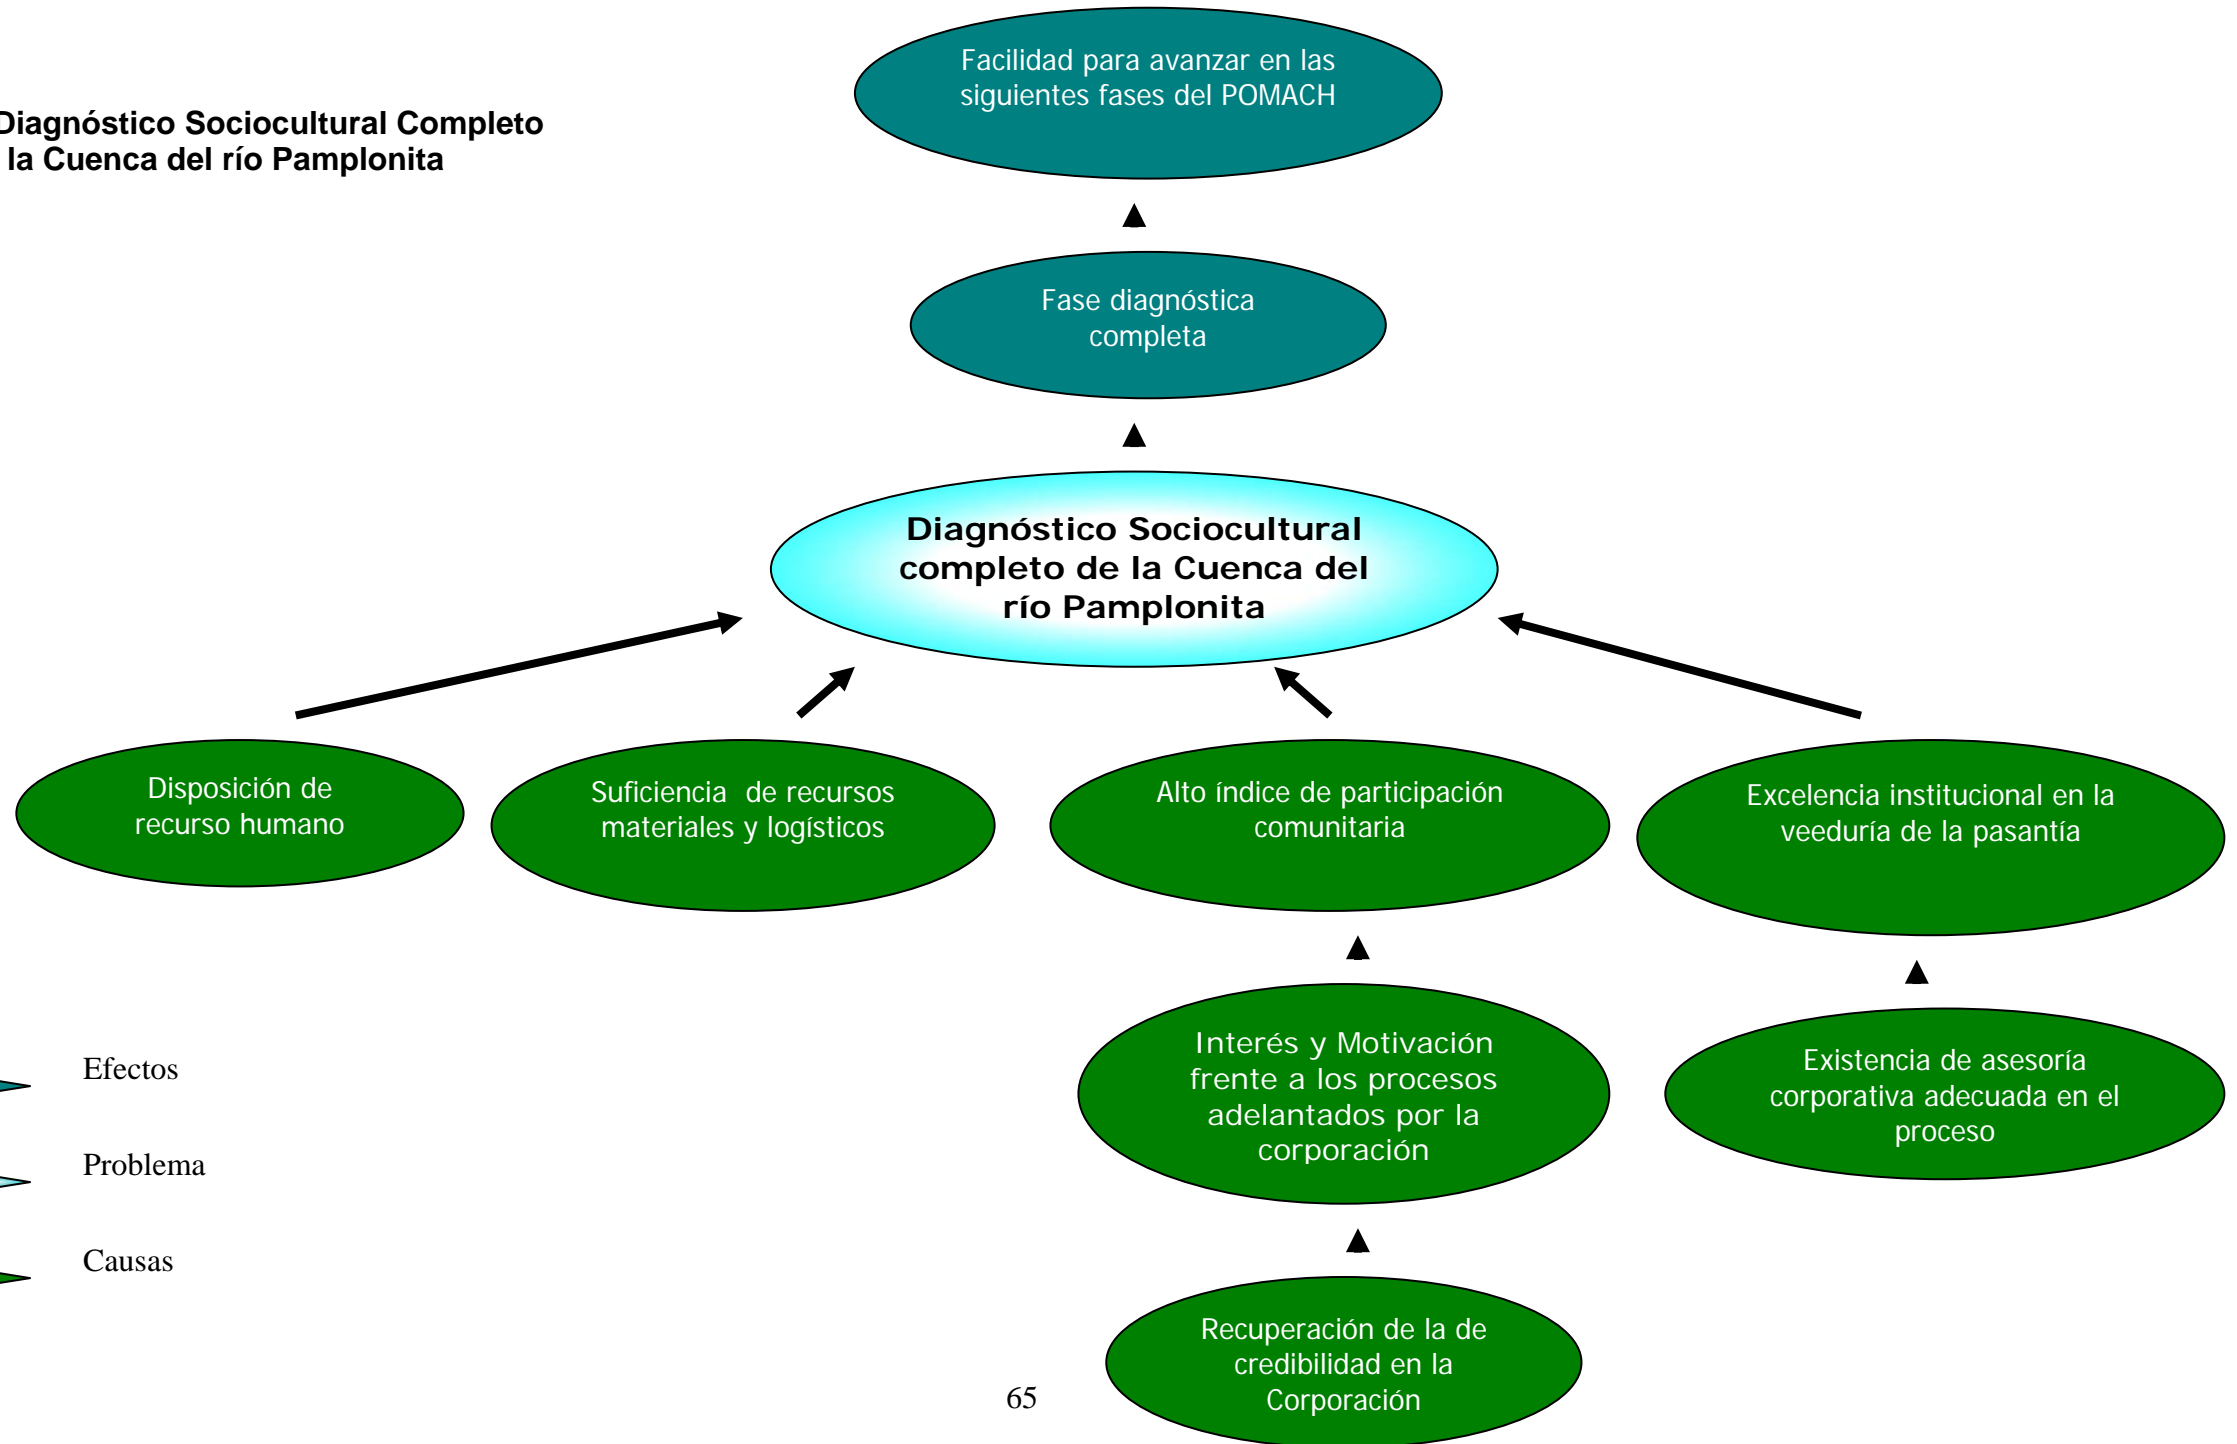 Diagnóstico Sociocultural Completo
la Cuenca del río Pamplonita
Facilidad para avanzar en las
siguientes fases del POMACH
Fase diagnóstica
completa
Diagnóstico Sociocultural
completo de la Cuenca del
río Pamplonita
Disposición de
recurso humano
Suficiencia de recursos
materiales y logísticos
Alto índice de participación
comunitaria
Excelencia institucional en la
veeduría de la pasantía
Interés y Motivación
frente a los procesos
adelantados por la
corporación
Existencia de asesoría
corporativa adecuada en el
proceso
Recuperación de la de
credibilidad en la
Corporación
Efectos
Problema
Causas
65